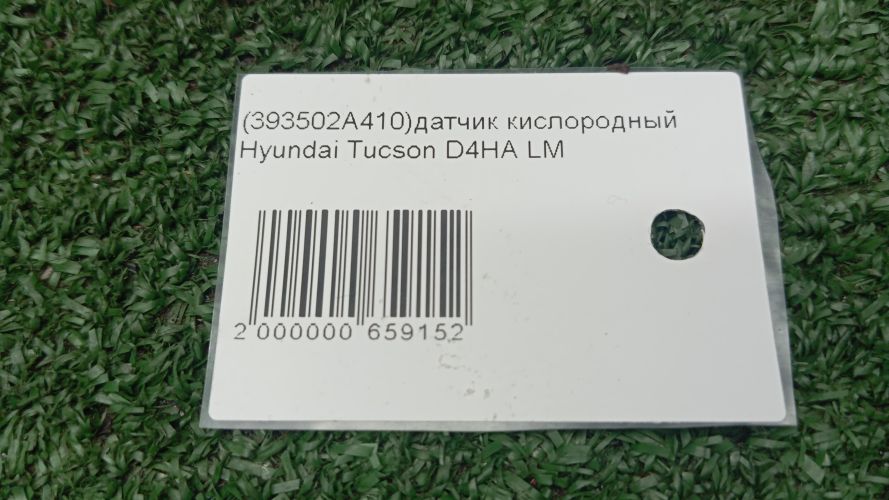 (393502A410)датчик кислородный
Hyundai Tucson D4HA LM
2 000000 659152